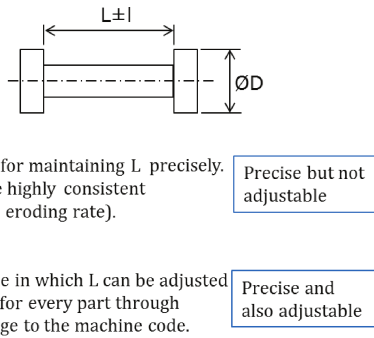 L±l
ØD
for maintaining L precisely.
highly consistent
eroding rate).
Precise but not
adjustable
in which L can be adjusted
for every part through
to the machine code.
Precise and
also adjustable